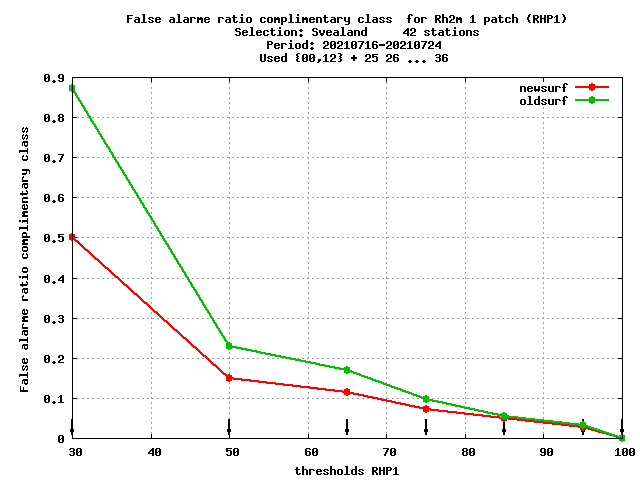 False alarme ratio complimentary class  for Rh2m 1 patch (RHP1)
Selection: Svealand     42 stations
Period: 20210716-20210724
Used {00,12} + 25 26 ... 36
newsurf
oldsurf
False alarme ratio complimentary class
0.9
0.8
0.7
0.6
0.5
0.4
0.3
0.2
0.1
0
30 40 50 60 70 80 90 100
thresholds RHP1